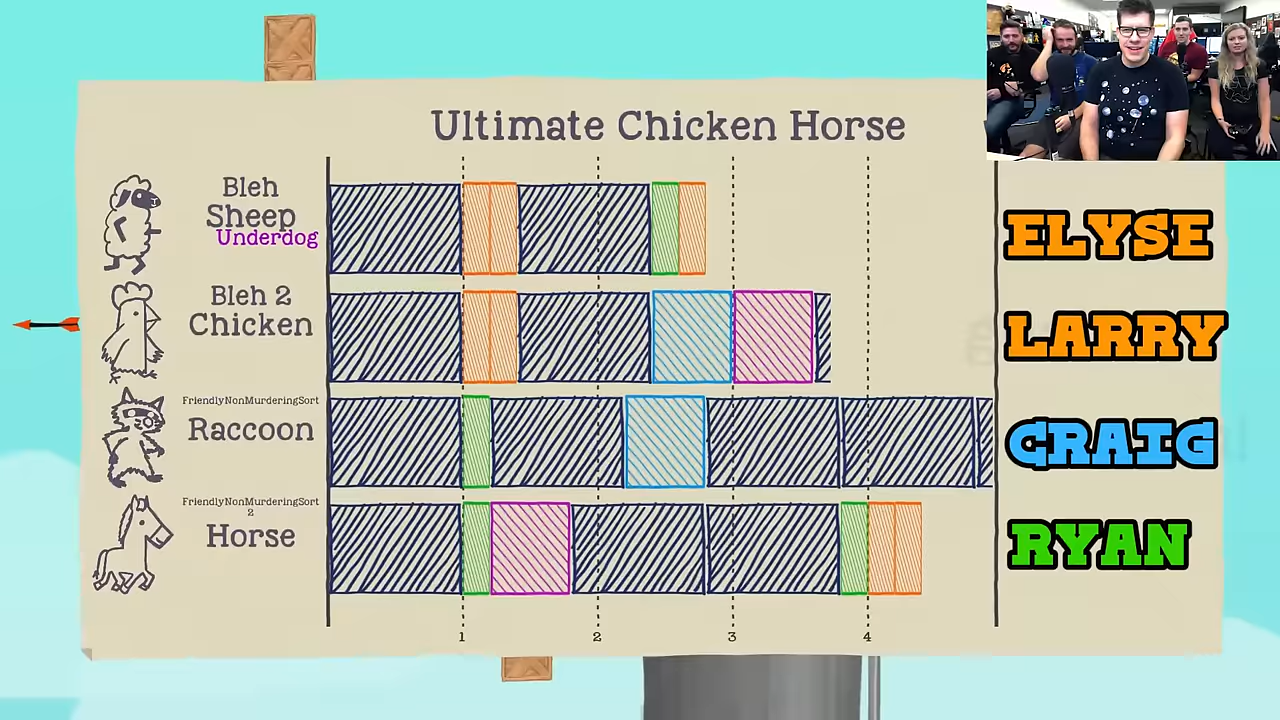 Ultimate Chicken Horse
Bleh
Sheep
Underdog
ELYSE
Bleh 2
Chicken
LARRY
FriendlyNonMurderingSort
Raccoon
CRAIG
FriendlyNonMurderingSort
2
Horse
RYAN
1 2 3 4